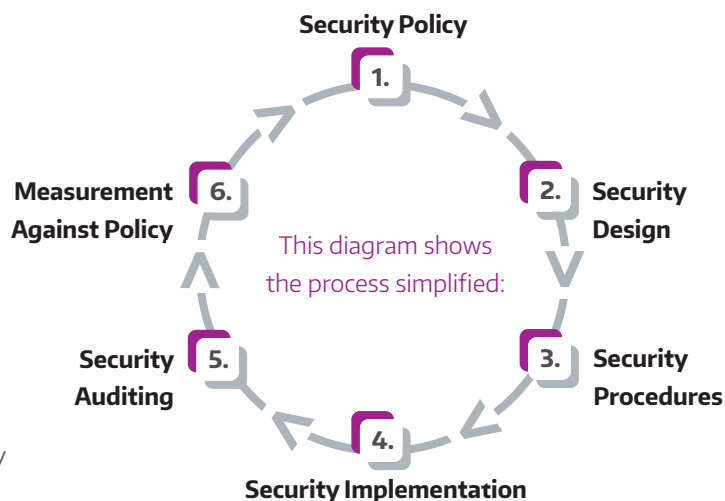 Security Policy
1.
2.
Security
Design
3.
Security
Procedures
4.
Security Implementation
5.
Security
Auditing
6.
Measurement
Against Policy
This diagram shows
the process simplified: